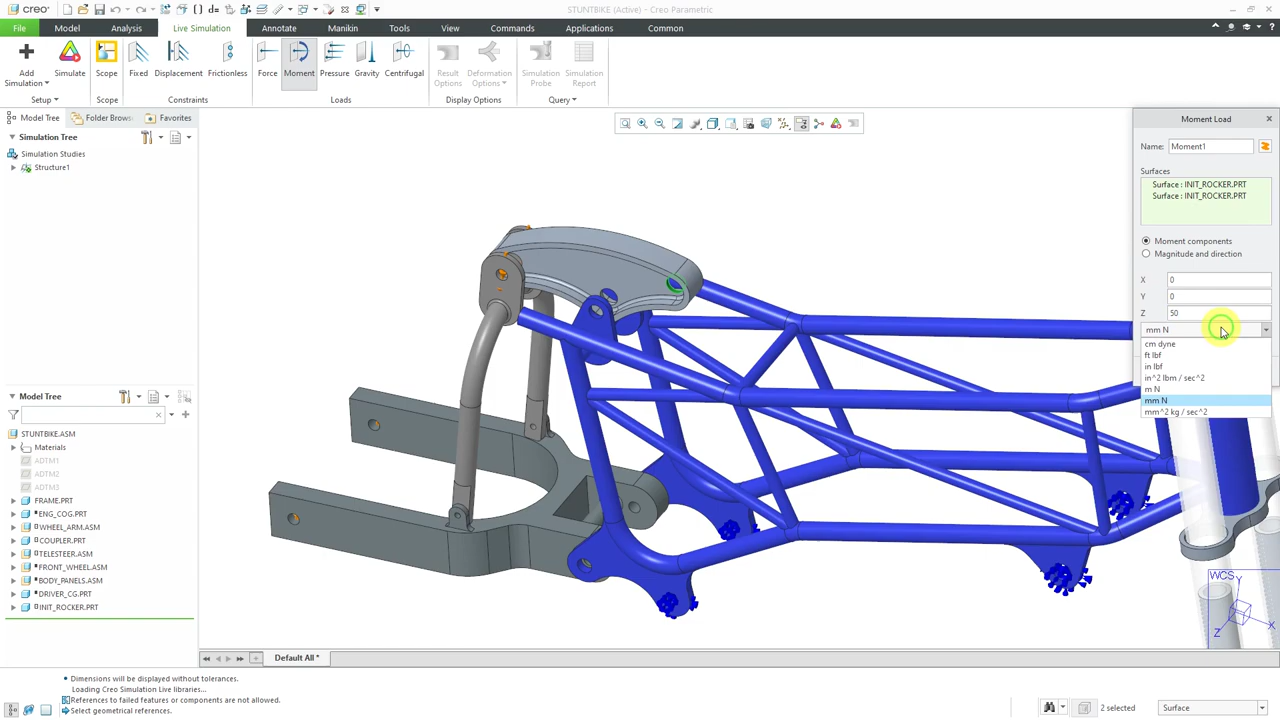 creo
STUNTBIKE (Active) - Creo Parametric
File Model Analysis Live Simulation Annotate Manikin Tools View Commands Applications Common
Add Simulation
Simulate
Scope
Fixed
Displacement
Frictionless
Force
Moment
Pressure
Gravity
Centrifugal
Result Options
Deformation Options
Simulation Probe
Simulation Report
Setup Scope Constraints Loads Display Options Query
Model Tree Folder Brows Favorites
Simulation Tree
Simulation Studies
Structure1
Model Tree
STUNTBIKE.ASM
Materials
ADTM1
ADTM2
ADTM3
FRAME.PRT
ENG_COG.PRT
WHEEL_ARM.ASM
COUPLER.PRT
TELESTEER.ASM
FRONT_WHEEL.ASM
BODY_PANELS.ASM
DRIVER_CG.PRT
INIT_ROCKER.PRT
Moment Load
Name: Moment1
Surfaces
Surface : INIT_ROCKER.PRT
Surface : INIT_ROCKER.PRT
Moment components
Magnitude and direction
X 0
Y 0
Z 50
mm N
cm dyne
ft lbf
in lbf
in^2 lbm / sec^2
m N
mm N
mm^2 kg / sec^2
WCS
Y
X
Z
Default All *
Dimensions will be displayed without tolerances.
Loading Creo Simulation Live libraries...
References to failed features or components are not allowed.
Select geometrical references.
2 selected
Surface